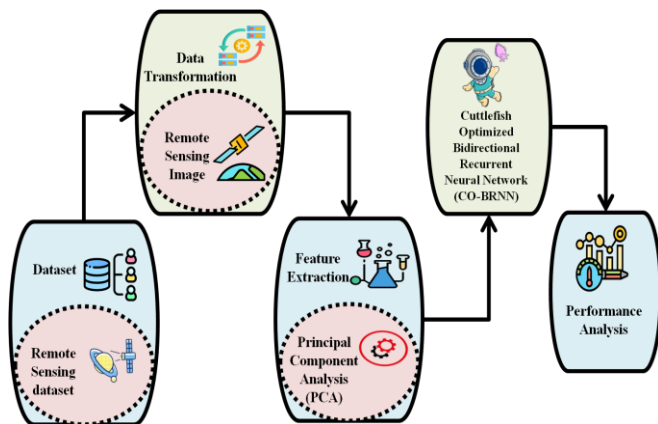 Dataset
Remote
Sensing
dataset
Data
Transformation
Remote
Sensing
Image
Feature
Extraction
Principal
Component
Analysis
(PCA)
Cuttlefish
Optimized
Bidirectional
Recurrent
Neural Network
(CO-BRNN)
Performance
Analysis